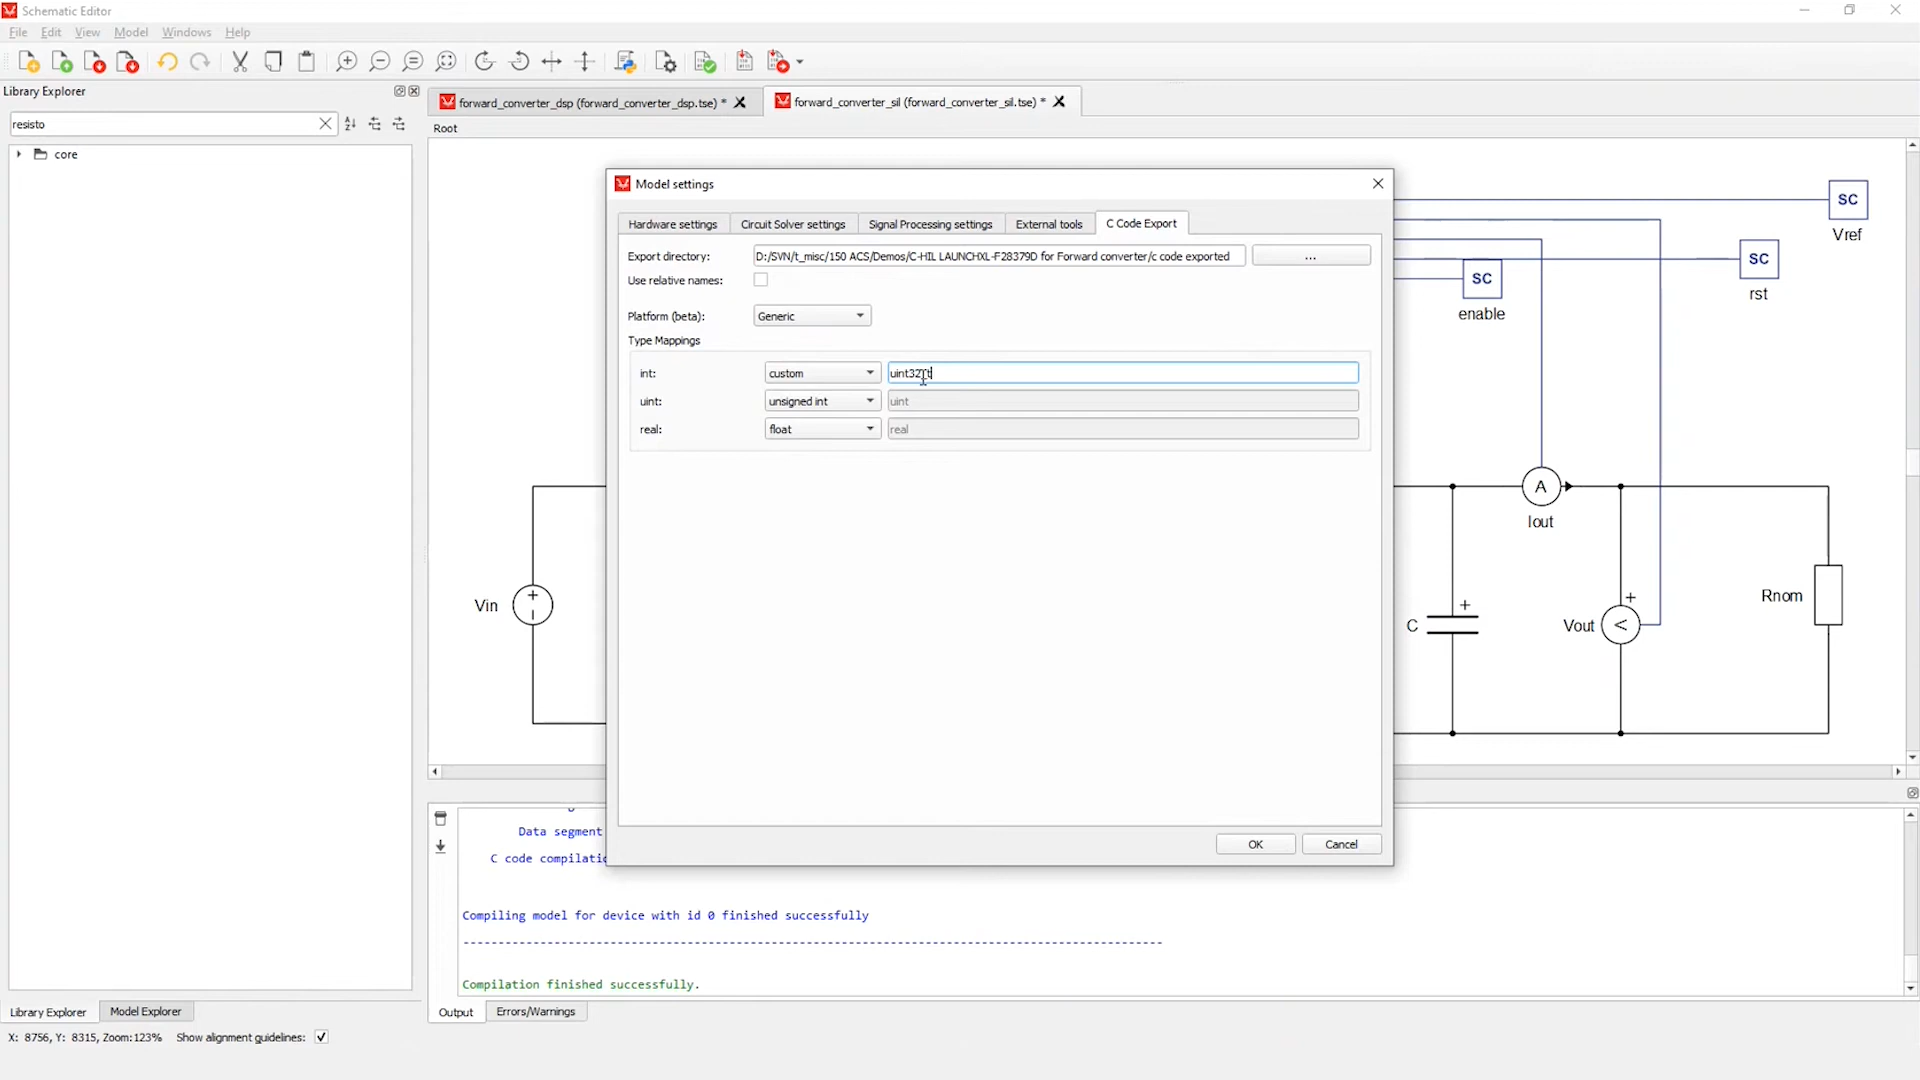 Schematic Editor
File Edit View Model Windows Help
Library Explorer
resisto
core
forward_converter_dsp (forward_converter_dsp.tse) *
forward_converter_sil (forward_converter_sil.tse) *
Root
Model settings
Hardware settings
Circuit Solver settings
Signal Processing settings
External tools
C Code Export
Export directory:
D:/SVN/t_misc/150 ACS/Demos/C-HIL LAUNCHXL-F28379D for Forward converter/c code exported
...
Use relative names:
Platform (beta):
Generic
Type Mappings
int:
custom
uint32_t
uint:
unsigned int
uint
real:
float
real
OK
Cancel
SC
Vref
SC
rst
SC
enable
A
Iout
Vin
C
Vout
Rnom
Data segment
C code compilatio
Compiling model for device with id 0 finished successfully
Compilation finished successfully.
Library Explorer
Model Explorer
Output
Errors/Warnings
X: 8756, Y: 8315, Zoom:123%
Show alignment guidelines: